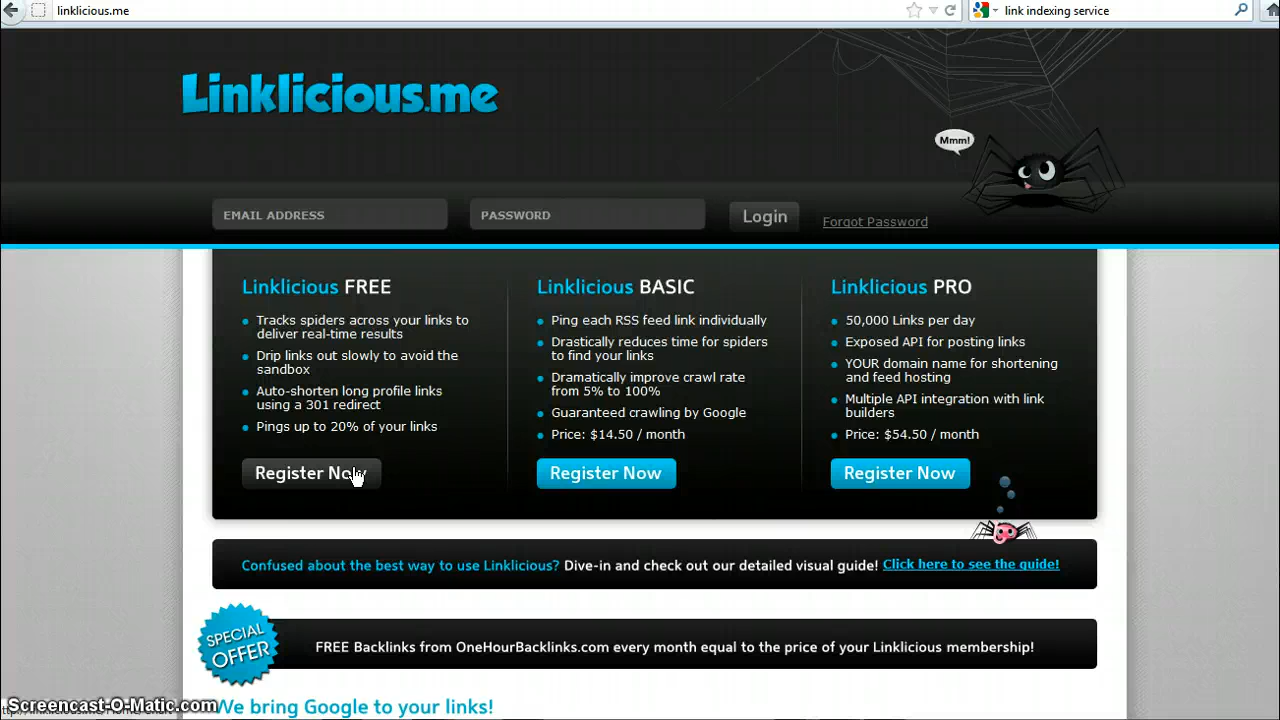 linklicious.me
link indexing service
Linklicious.me
Mmm!
EMAIL ADDRESS
PASSWORD
Login
Forgot Password
Linklicious FREE
Tracks spiders across your links to
deliver real-time results
Drip links out slowly to avoid the
sandbox
Auto-shorten long profile links
using a 301 redirect
Pings up to 20% of your links
Register Now
Linklicious BASIC
Ping each RSS feed link individually
Drastically reduces time for spiders
to find your links
Dramatically improve crawl rate
from 5% to 100%
Guaranteed crawling by Google
Price: $14.50 / month
Register Now
Linklicious PRO
50,000 Links per day
Exposed API for posting links
YOUR domain name for shortening
and feed hosting
Multiple API integration with link
builders
Price: $54.50 / month
Register Now
Confused about the best way to use Linklicious? Dive-in and check out our detailed visual guide! Click here to see the guide!
SPECIAL
OFFER
FREE Backlinks from OneHourBacklinks.com every month equal to the price of your Linklicious membership!
We bring Google to your links!
Screencast-O-Matic.com